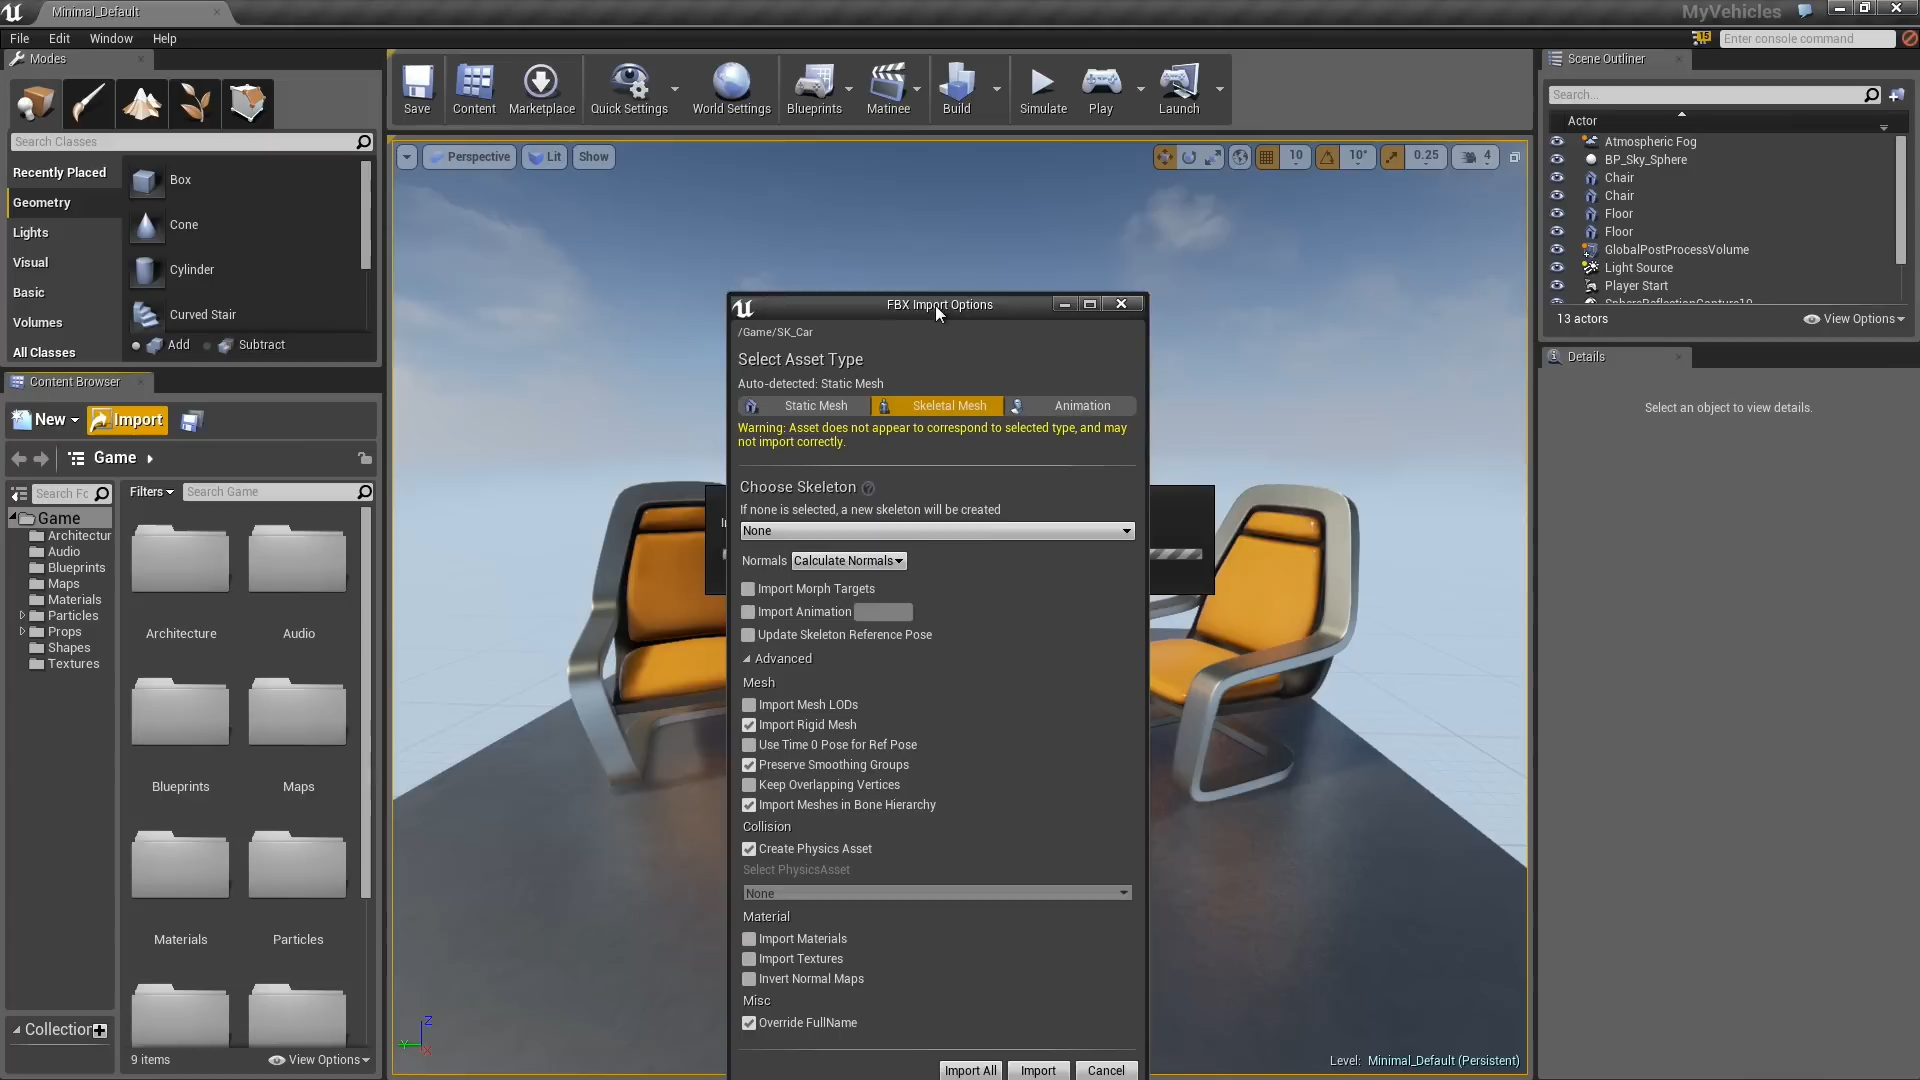 Minimal_Default
MyVehicles
File Edit Window Help
15
Enter console command
Modes
Search Classes
Recently Placed
Geometry
Lights
Visual
Basic
Volumes
All Classes
Box
Cone
Cylinder
Curved Stair
Add Subtract
Content Browser
New Import
Game
Search Fo
Filters Search Game
Game
Architectur
Audio
Blueprints
Maps
Materials
Particles
Props
Shapes
Textures
Architecture Audio
Blueprints Maps
Materials Particles
Collection
9 items View Options
Save Content Marketplace Quick Settings World Settings Blueprints Matinee Build Simulate Play Launch
Perspective Lit Show
10 10° 0.25 4
FBX Import Options
/Game/SK_Car
Select Asset Type
Auto-detected: Static Mesh
Static Mesh Skeletal Mesh Animation
Warning: Asset does not appear to correspond to selected type, and may
not import correctly.
Choose Skeleton ?
If none is selected, a new skeleton will be created
None
Normals Calculate Normals
Import Morph Targets
Import Animation
Update Skeleton Reference Pose
Advanced
Mesh
Import Mesh LODs
Import Rigid Mesh
Use Time 0 Pose for Ref Pose
Preserve Smoothing Groups
Keep Overlapping Vertices
Import Meshes in Bone Hierarchy
Collision
Create Physics Asset
Select PhysicsAsset
None
Material
Import Materials
Import Textures
Invert Normal Maps
Misc
Override FullName
Import All Import Cancel
Z
Y
X
Level: Minimal_Default (Persistent)
Scene Outliner
Search...
Actor
Atmospheric Fog
BP_Sky_Sphere
Chair
Chair
Floor
Floor
GlobalPostProcessVolume
Light Source
Player Start
SphereReflectionCapture10
13 actors View Options
Details
Select an object to view details.